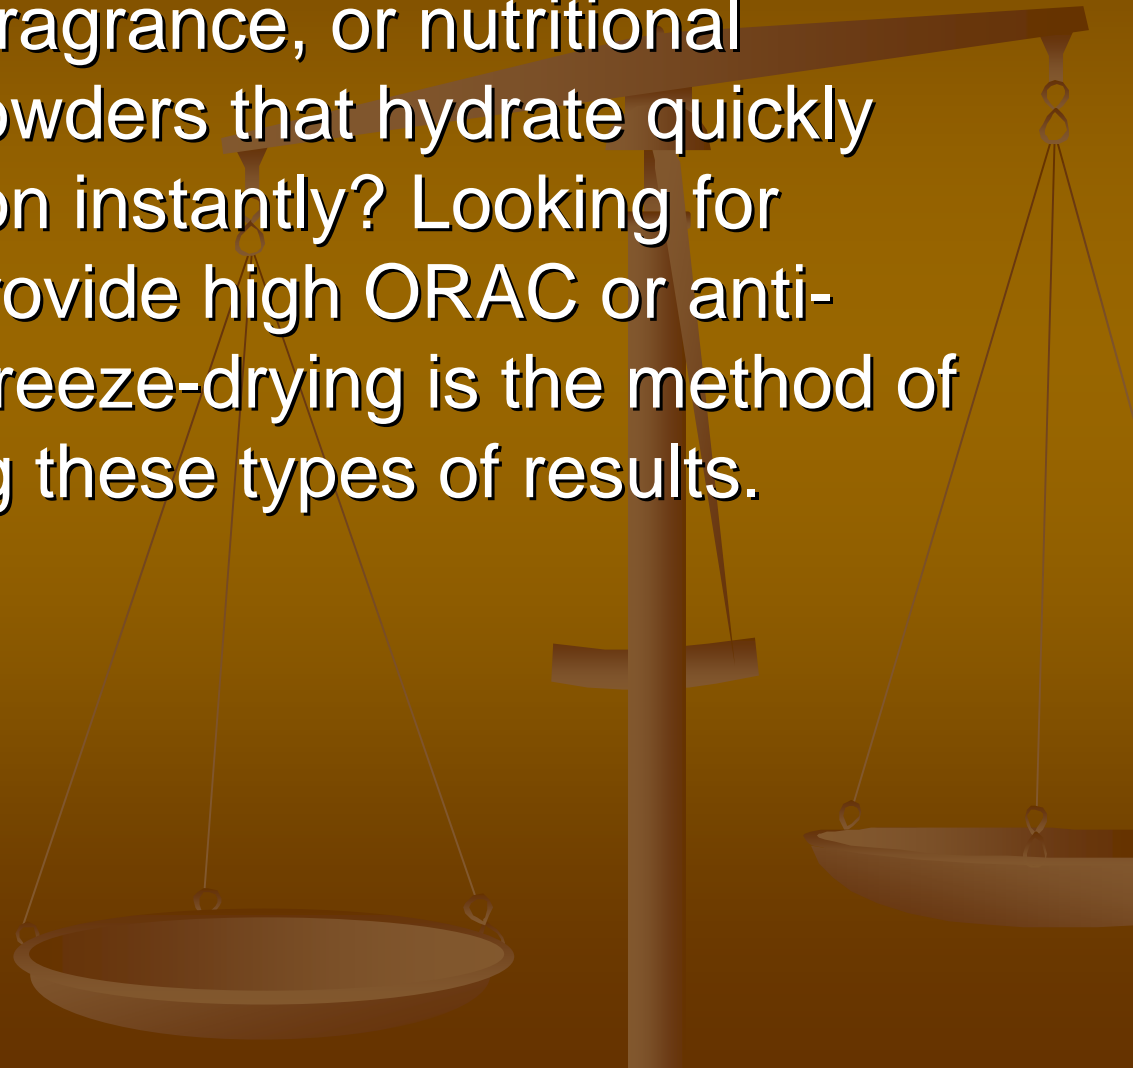 ragrance, or nutritional
owders that hydrate quickly
on instantly? Looking for
rovide high ORAC or anti-
reeze-drying is the method of
g these types of results.